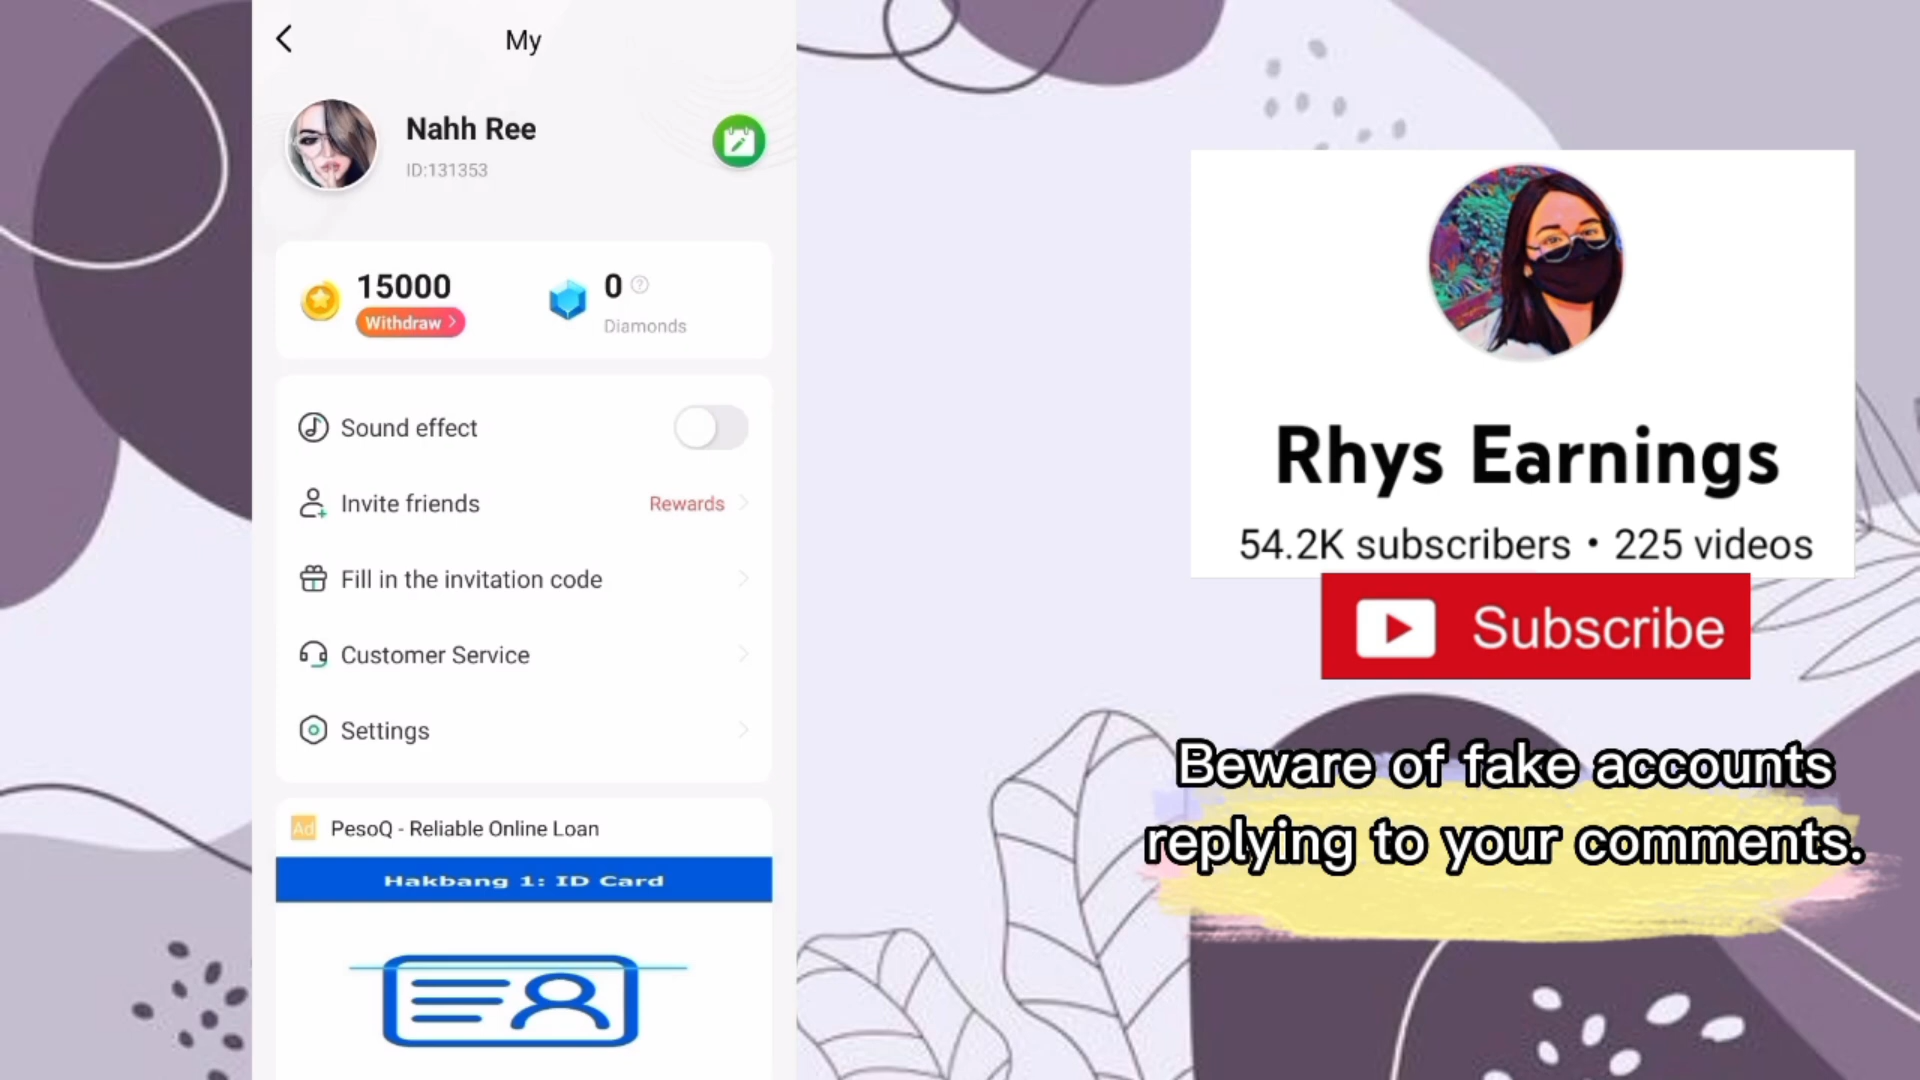 My
Nahh Ree
ID:131353
15000
Withdraw >
0
Diamonds
Sound effect
Invite friends
Rewards
Fill in the invitation code
Customer Service
Settings
Ad PesoQ - Reliable Online Loan
Hakbang 1: ID Card
Rhys Earnings
54.2K subscribers • 225 videos
Subscribe
Beware of fake accounts
replying to your comments.